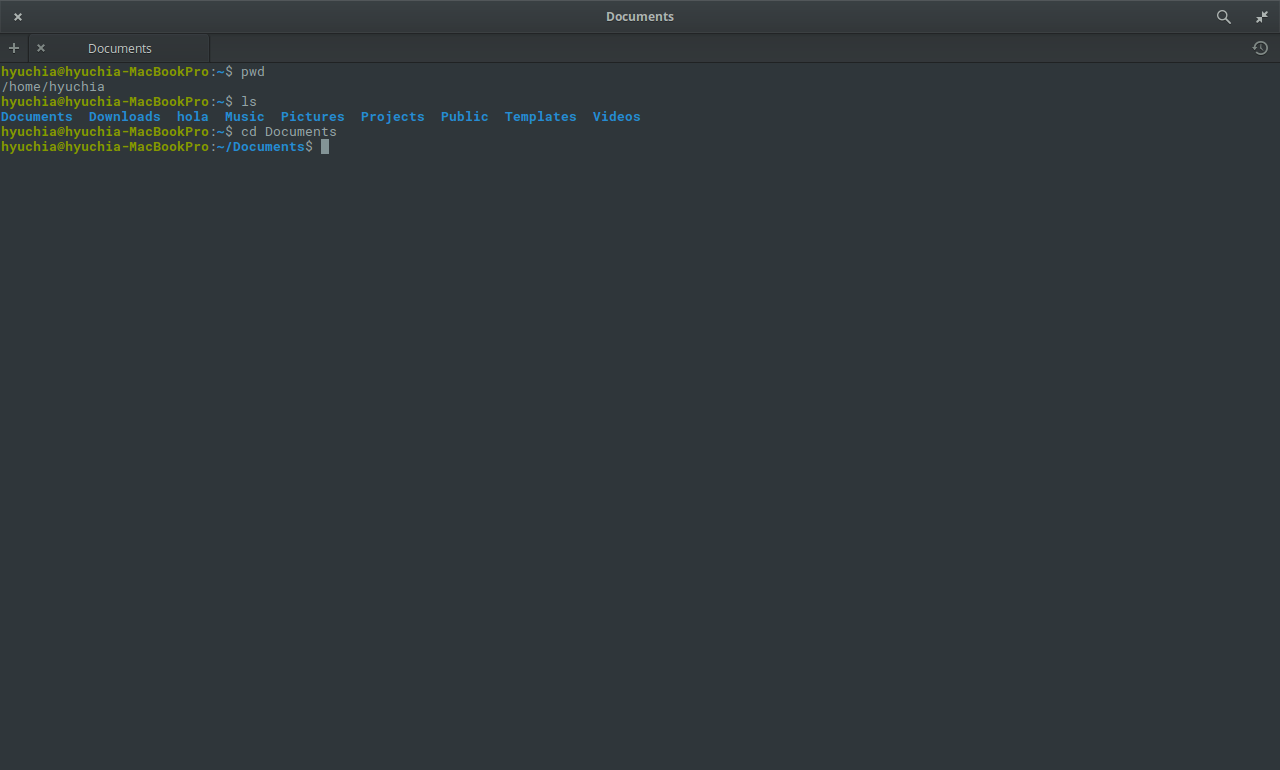 Documents
Documents
hyuchia@hyuchia-MacBookPro:~$ pwd
/home/hyuchia
hyuchia@hyuchia-MacBookPro:~$ ls
Documents  Downloads  hola  Music  Pictures  Projects  Public  Templates  Videos
hyuchia@hyuchia-MacBookPro:~$ cd Documents
hyuchia@hyuchia-MacBookPro:~/Documents$